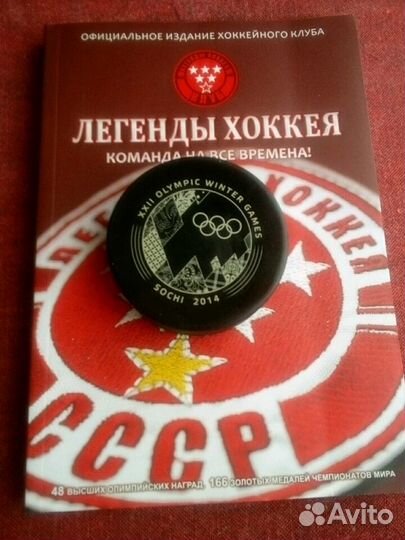 ОФИЦИАЛЬНОЕ ИЗДАНИЕ ХОККЕЙНОГО КЛУБА
ЛЕГЕНДЫ ХОККЕЯ
КОМАНДА НА ВСЕ ВРЕМЕНА!
XXII OLYMPIC WINTER GAMES
SOCHI 2014
ХОККЕЯ
СССР
48 ВЫСШИХ ОЛИМПИЙСКИХ НАГРАД, 166 ЗОЛОТЫХ МЕДАЛЕЙ ЧЕМПИОНАТОВ МИРА
Avito